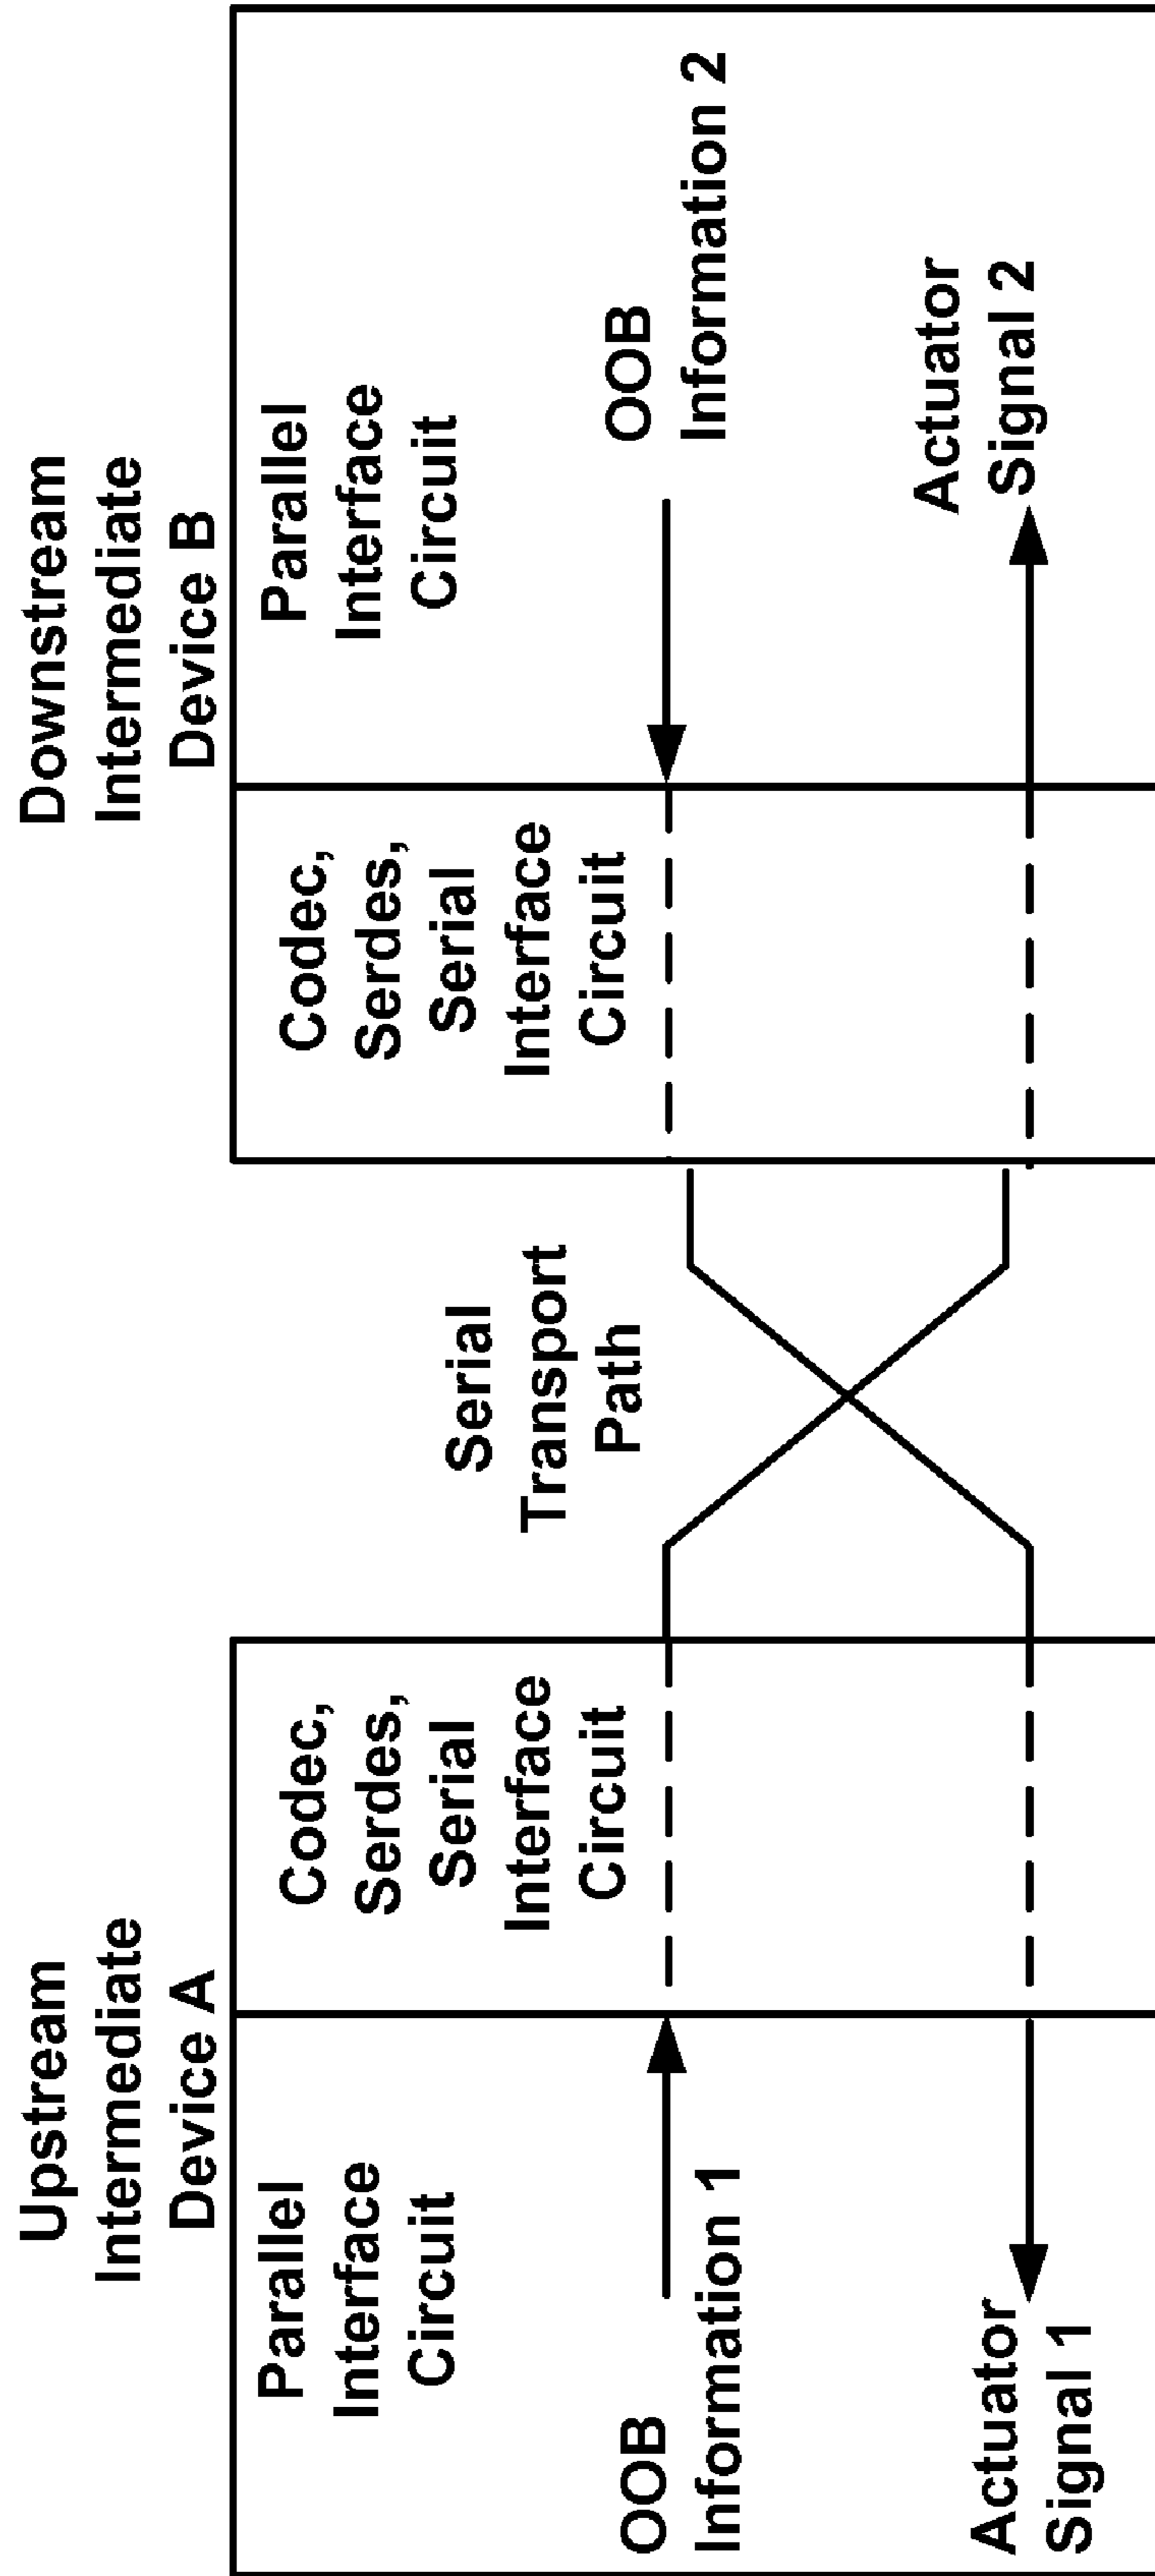 Upstream
Intermediate
Device A
Downstream
Intermediate
Device B
Parallel
Interface
Circuit
Codec,
Serdes,
Serial
Interface
Circuit
Serial
Transport
Path
Codec,
Serdes,
Serial
Interface
Circuit
Parallel
Interface
Circuit
OOB
Information 1
OOB
Information 2
Actuator
Signal 1
Actuator
Signal 2